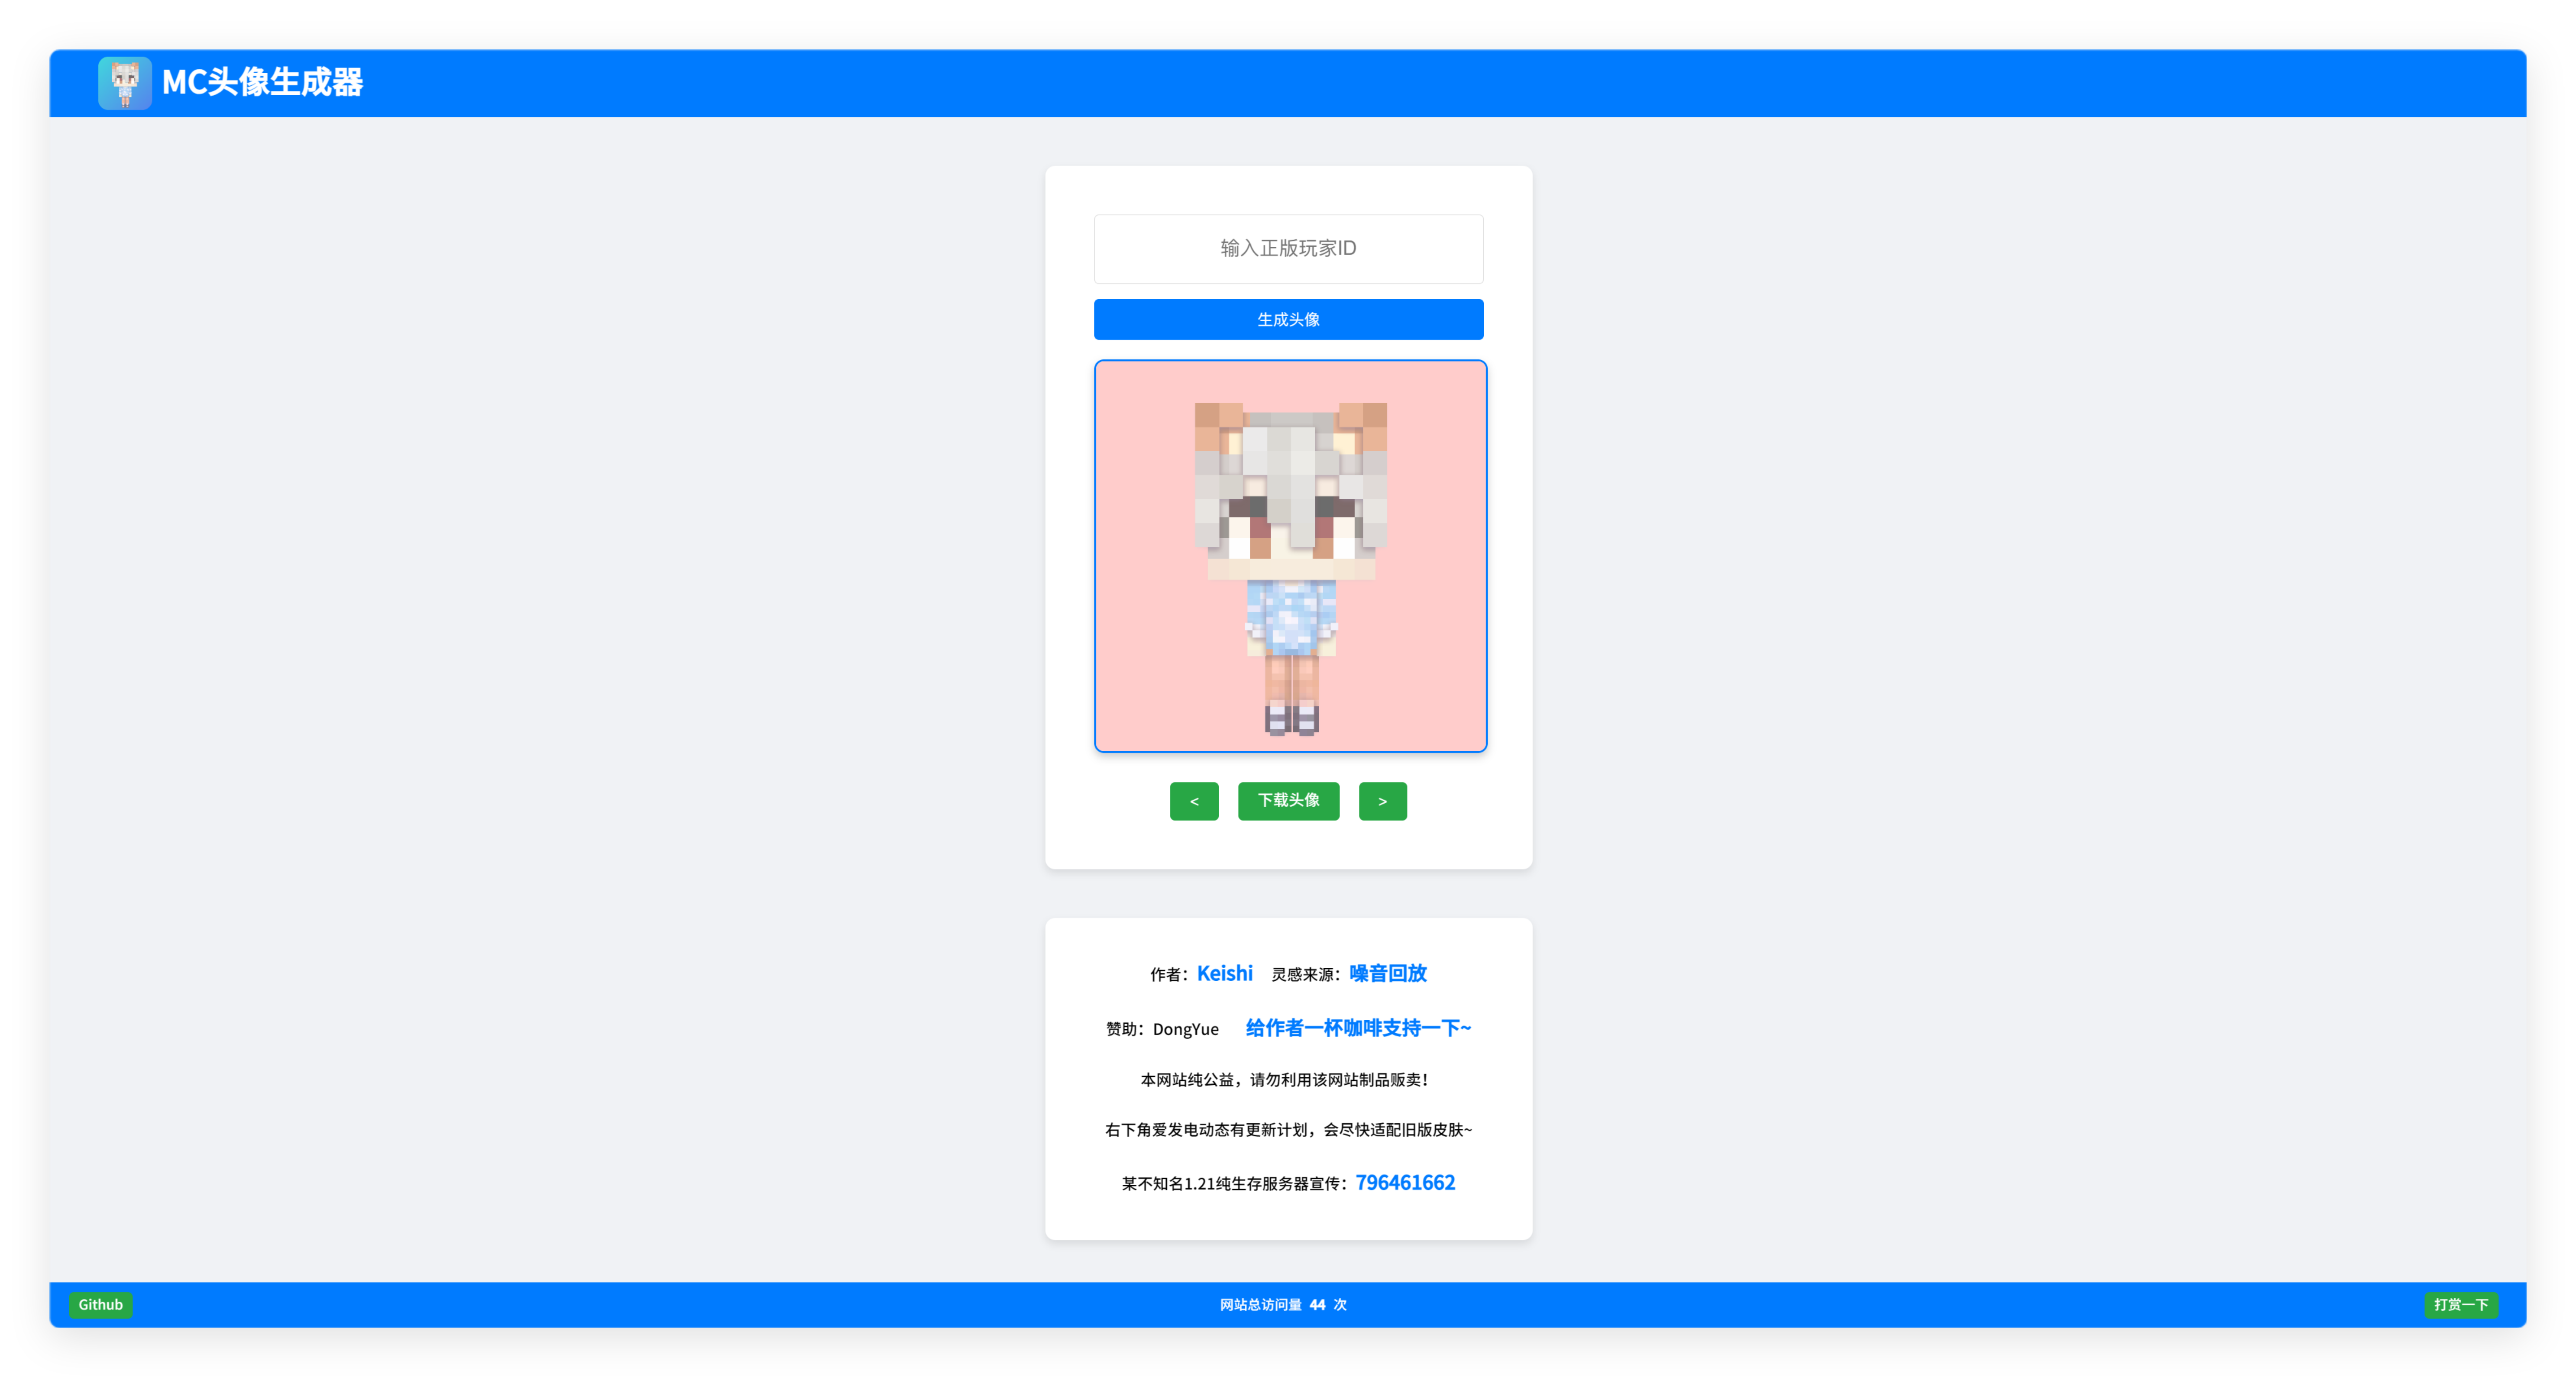 MC头像生成器
输入正版玩家ID
生成头像
< 下载头像 >
作者：Keishi 灵感来源：噪音回放
赞助：DongYue 给作者一杯咖啡支持一下~
本网站纯公益，请勿利用该网站制品贩卖！
右下角爱发电动态有更新计划，会尽快适配旧版皮肤~
某不知名1.21纯生存服务器宣传：796461662
Github 网站总访问量 44 次 打赏一下